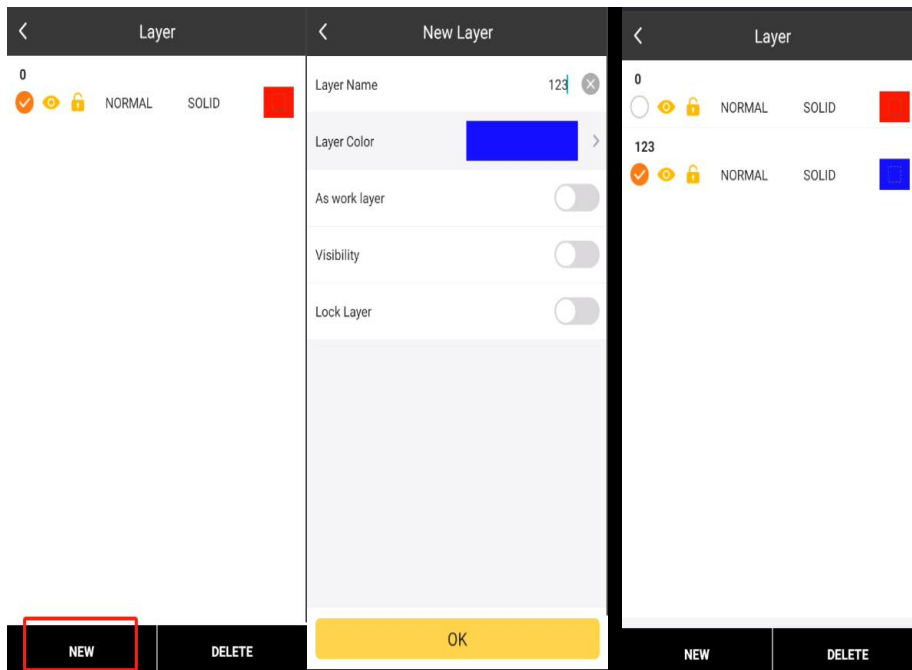 Layer
0
NORMAL SOLID
NEW DELETE
New Layer
Layer Name 123
Layer Color
As work layer
Visibility
Lock Layer
OK
Layer
0
NORMAL SOLID
123
NORMAL SOLID
NEW DELETE